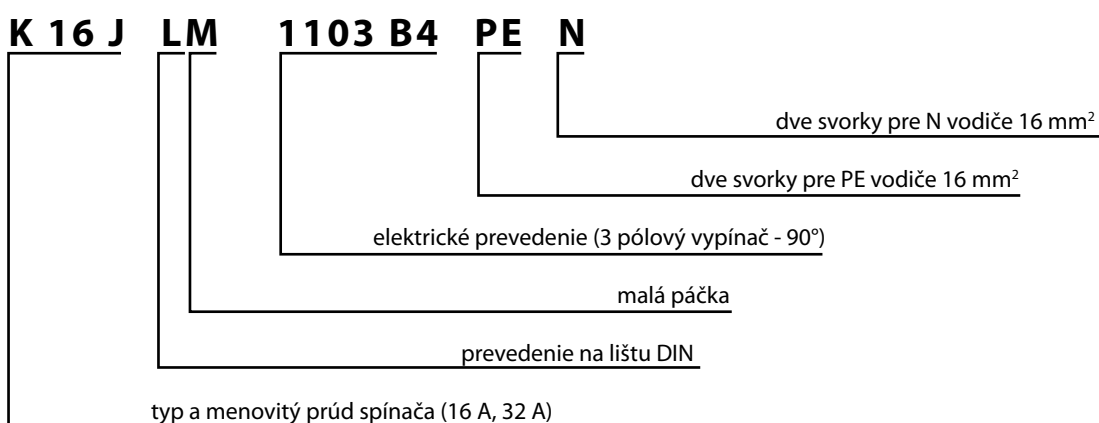 K 16 J LM 1103 B4 PE N
dve svorky pre N vodiče 16 mm²
dve svorky pre PE vodiče 16 mm²
elektrické prevedenie (3 pólový vypínač - 90°)
malá páčka
prevedenie na lištu DIN
typ a menovitý prúd spínača (16 A, 32 A)